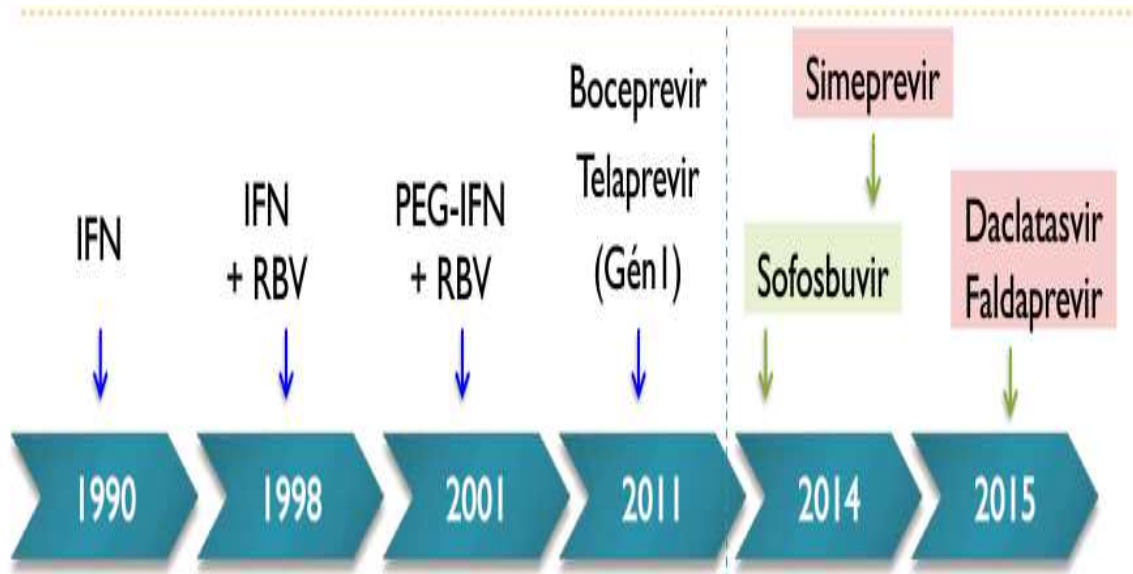 IFN
IFN
+ RBV
PEG-IFN
+ RBV
Boceprevir
Telaprevir
(Gén1)
Simeprevir
Sofosbuvir
Daclatasvir
Faldaprevir
1990
1998
2001
2011
2014
2015